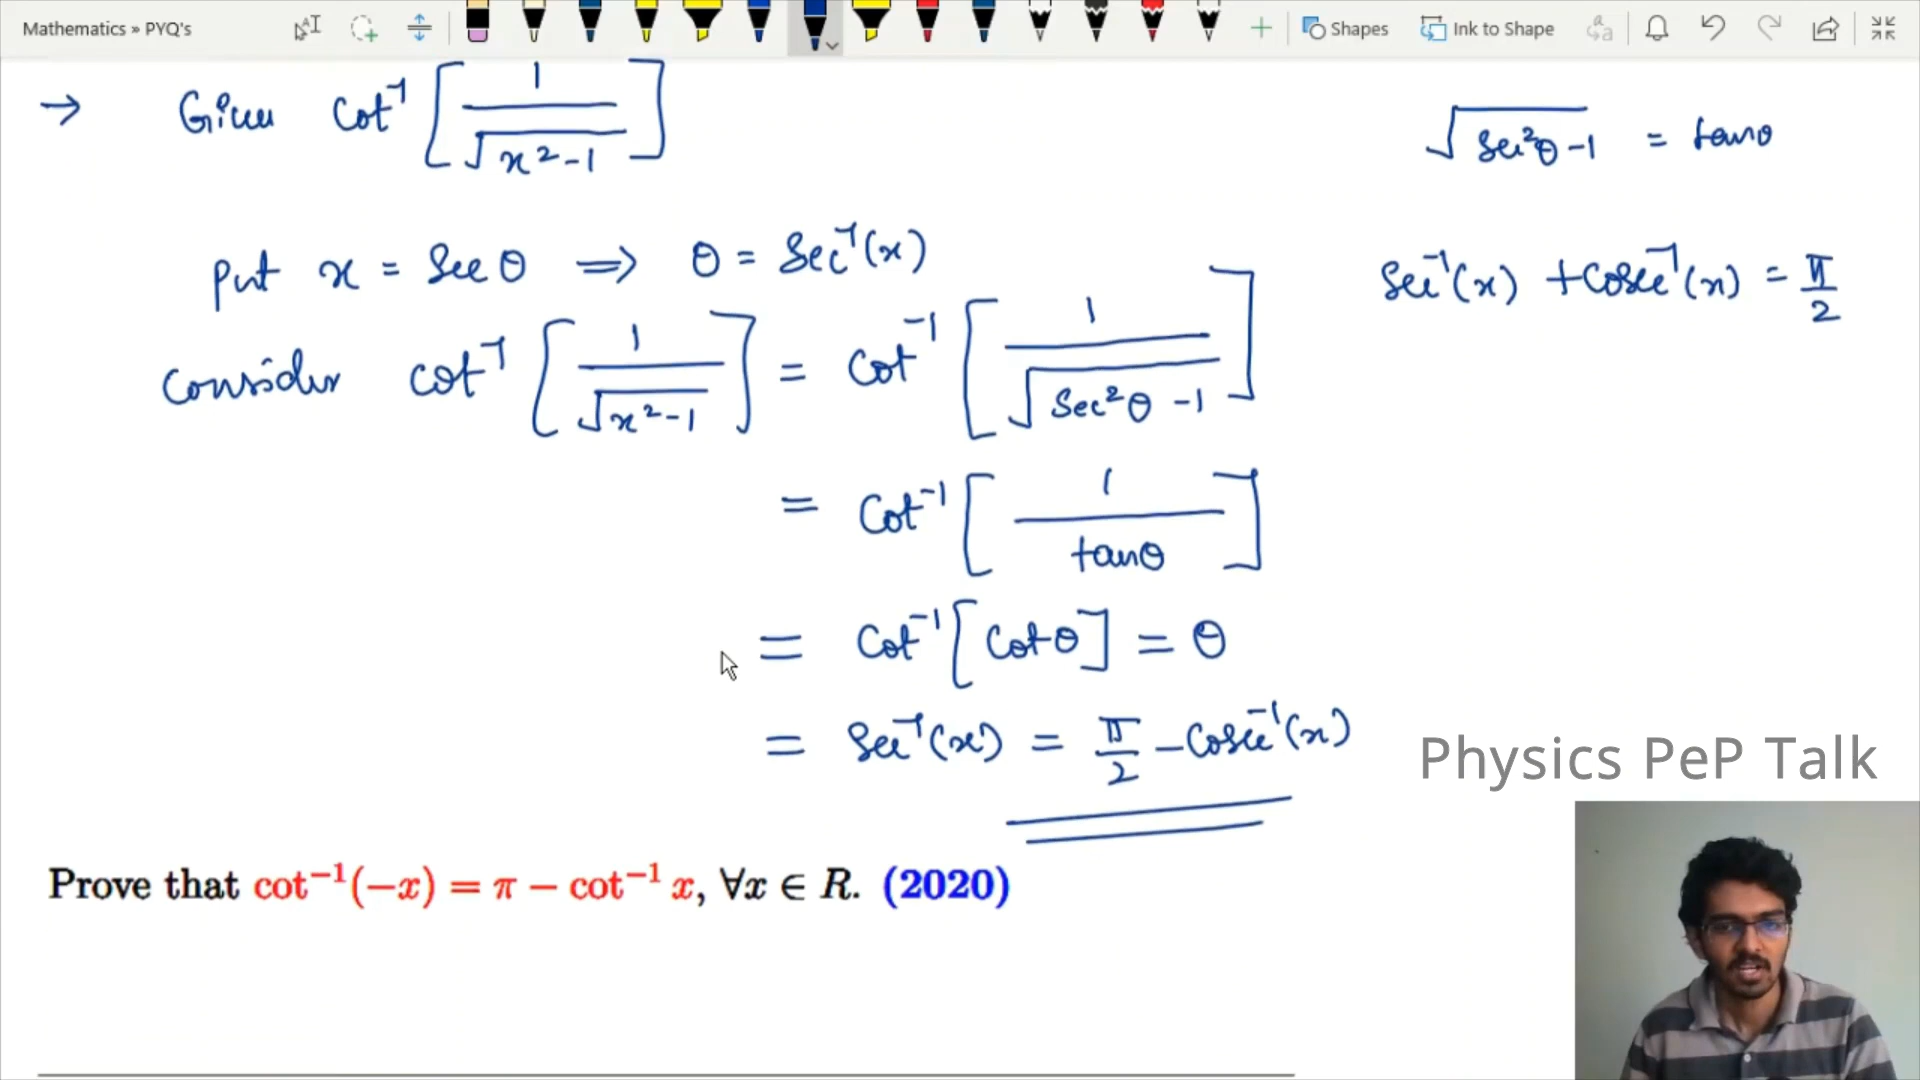 Mathematics » PYQ's
Shapes
Ink to Shape
→ Given cot⁻¹ [1/√(x²-1)]
√(Sec²θ-1) = tanθ
Put x = Sec θ ⟹ θ = Sec⁻¹(x)
Sec⁻¹(x) + Cosec⁻¹(x) = π/2
Consider cot⁻¹ [1/√(x²-1)] = Cot⁻¹ [1/√(Sec²θ -1)]
= Cot⁻¹ [1/tanθ]
= Cot⁻¹ [Cotθ] = θ
= Sec⁻¹(x) = π/2 - Cosec⁻¹(x)
Physics PeP Talk
Prove that cot⁻¹(−x) = π − cot⁻¹ x, ∀x ∈ R. (2020)